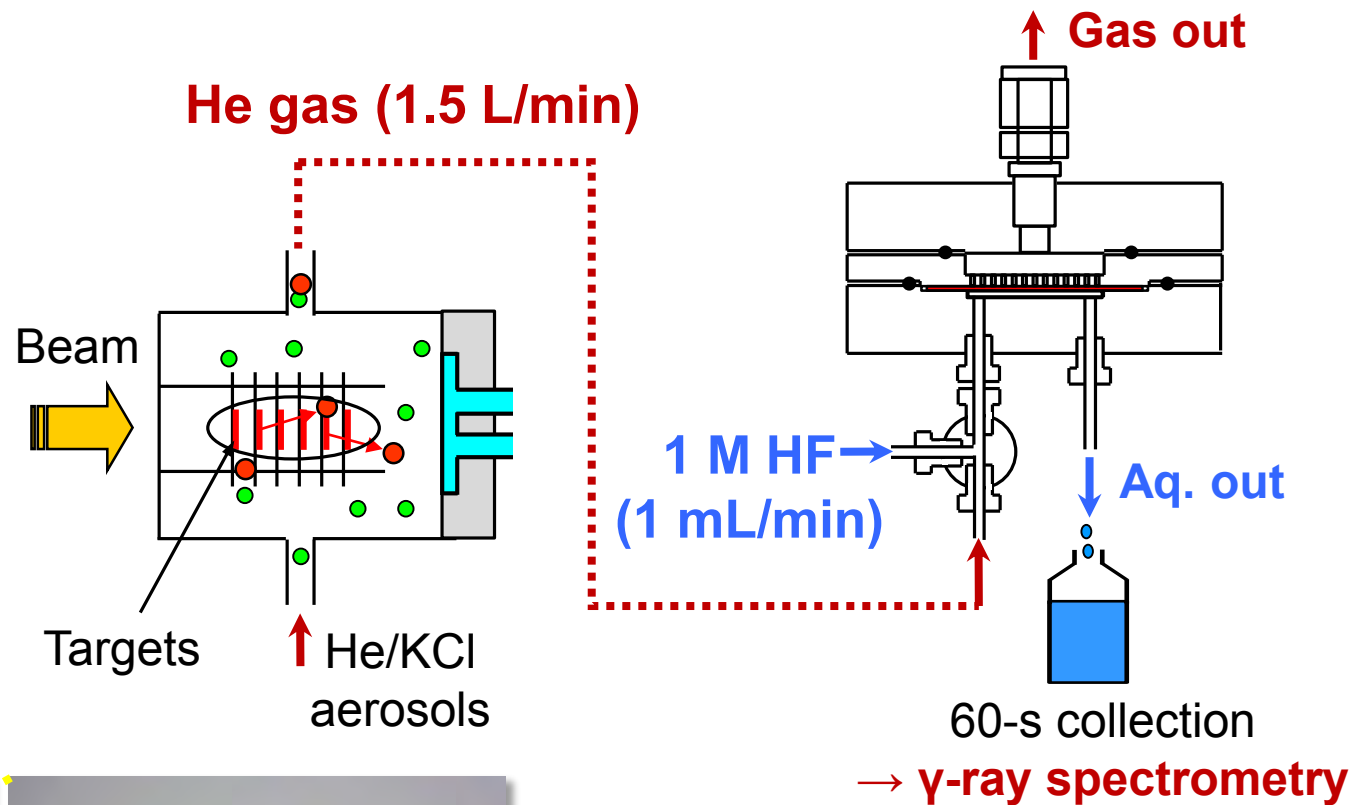 Gas out
He gas (1.5 L/min)
Beam
1 M HF
(1 mL/min)
Aq. out
Targets
He/KCl
aerosols
60-s collection
→ γ-ray spectrometry